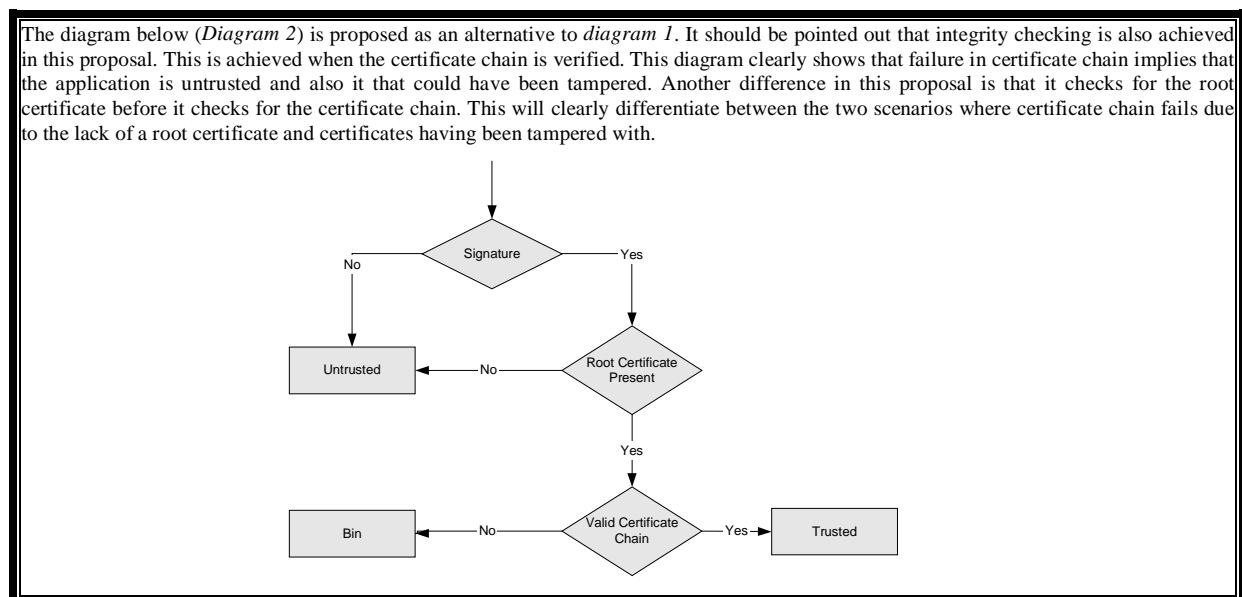 The diagram below (Diagram 2) is proposed as an alternative to diagram 1. It should be pointed out that integrity checking is also achieved
in this proposal. This is achieved when the certificate chain is verified. This diagram clearly shows that failure in certificate chain implies that
the application is untrusted and also it that could have been tampered. Another difference in this proposal is that it checks for the root
certificate before it checks for the certificate chain. This will clearly differentiate between the two scenarios where certificate chain fails due
to the lack of a root certificate and certificates having been tampered with.
Signature
No
Yes
Untrusted
No
Root Certificate
Present
Yes
Bin
No
Valid Certificate
Chain
Yes
Trusted